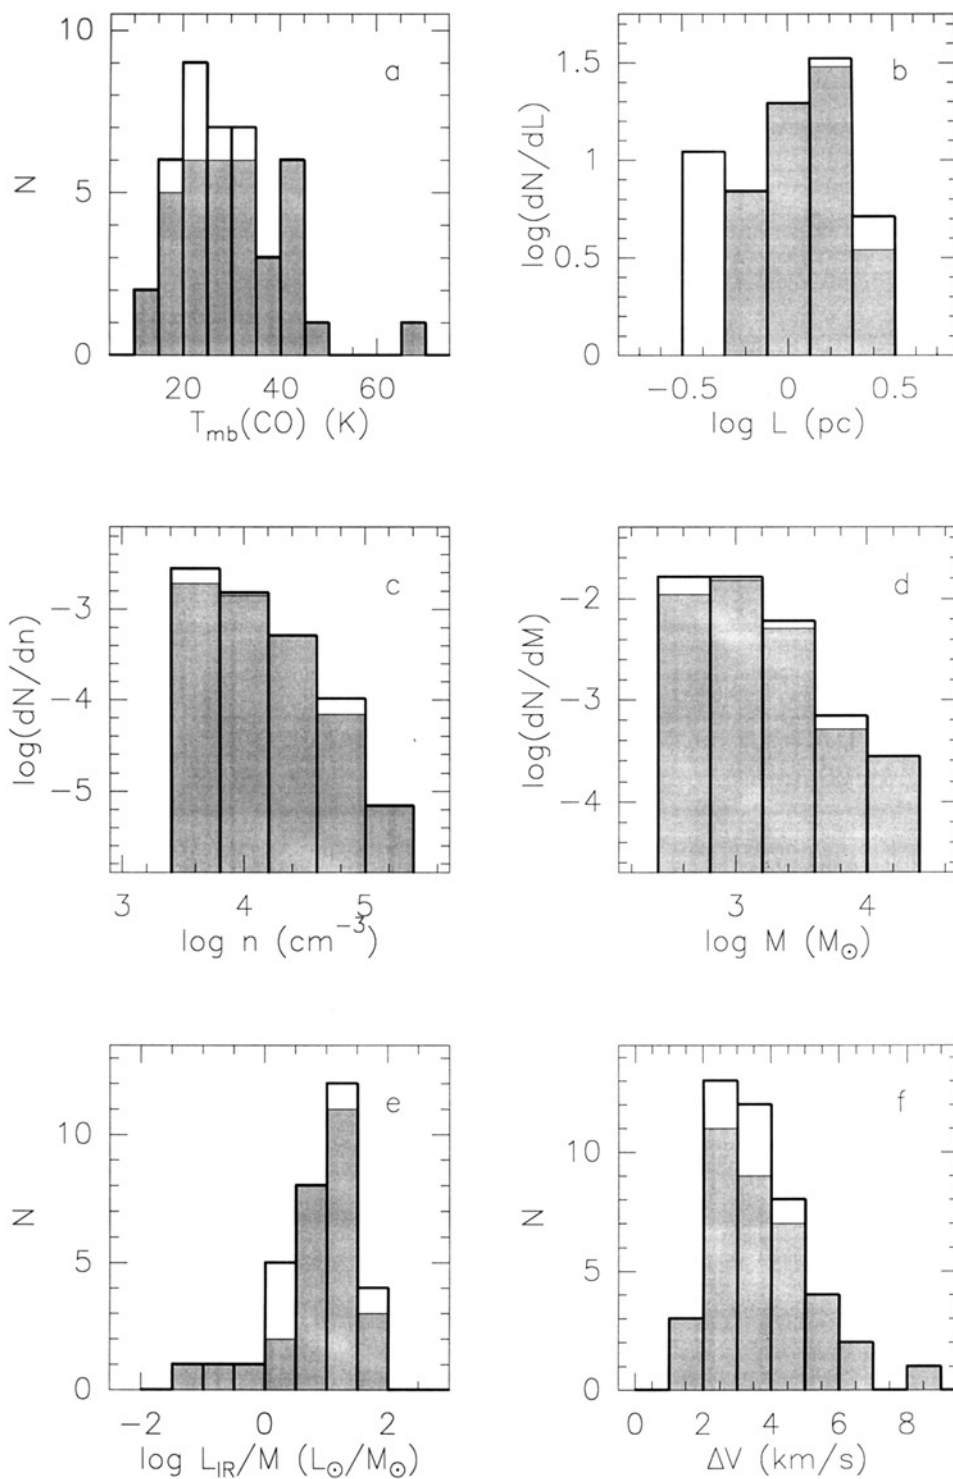 10
5
0
N
a
20 40 60
T_mb(CO) (K)
1.5
1
0.5
0
log(dN/dL)
b
−0.5 0 0.5
log L (pc)
−3
−4
−5
log(dN/dn)
c
3 4 5
log n (cm^−3)
−2
−3
−4
log(dN/dM)
d
3 4
log M (M_⊙)
10
5
0
N
e
−2 0 2
log L_IR/M (L_⊙/M_⊙)
10
5
0
N
f
0 2 4 6 8
ΔV (km/s)